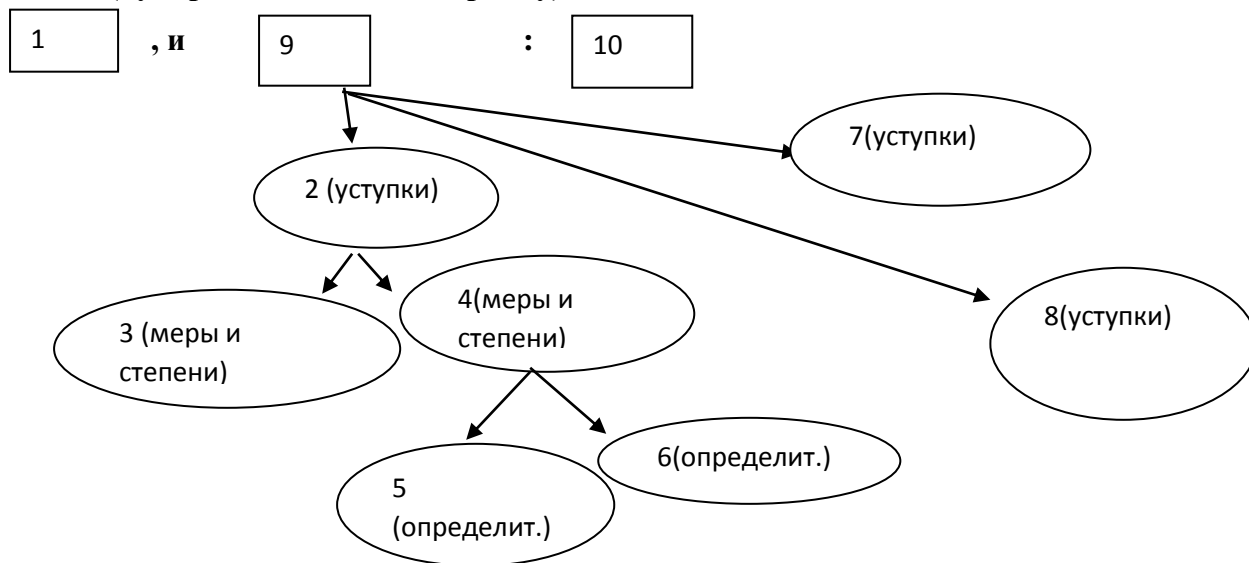 1 , и 9 : 10
7(уступки)
2 (уступки)
4(меры и
степени)
8(уступки)
3 (меры и
степени)
6(определит.)
5
(определит.)